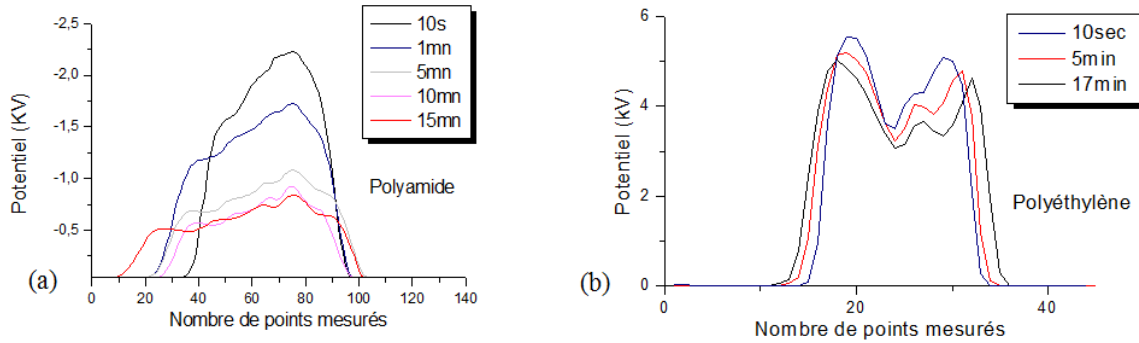 -2,5
-2,0
-1,5
-1,0
-0,5
Potentiel (KV)
10s
1mn
5mn
10mn
15mn
Polyamide
(a)
0 20 40 60 80 100 120 140
Nombre de points mesurés
6
4
2
0
Potentiel (KV)
10sec
5min
17min
Polyéthylène
(b)
0 20 40
Nombre de points mesurés